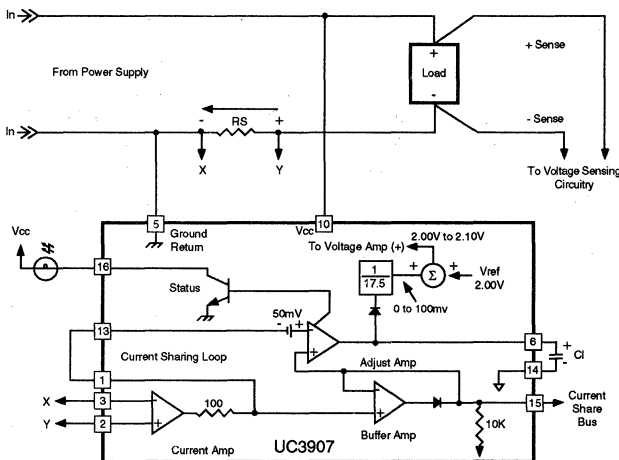 In
+
+ Sense
Load
From Power Supply
-
- Sense
- RS +
In
X
Y
To Voltage Sensing
Circuitry
5
Ground
Return
10
Vcc
Vcc
To Voltage Amp (+)
2.00V to 2.10V
16
Status
1
17.5
+
Σ
+
Vref
2.00V
0 to 100mv
50mV
- +
13
-
+
6
+
CI
-
Current Sharing Loop
Adjust Amp
14
1
X
3
-
100
-
+
15
Current
Share
Bus
Y
2
+
10K
Current Amp
UC3907
Buffer Amp